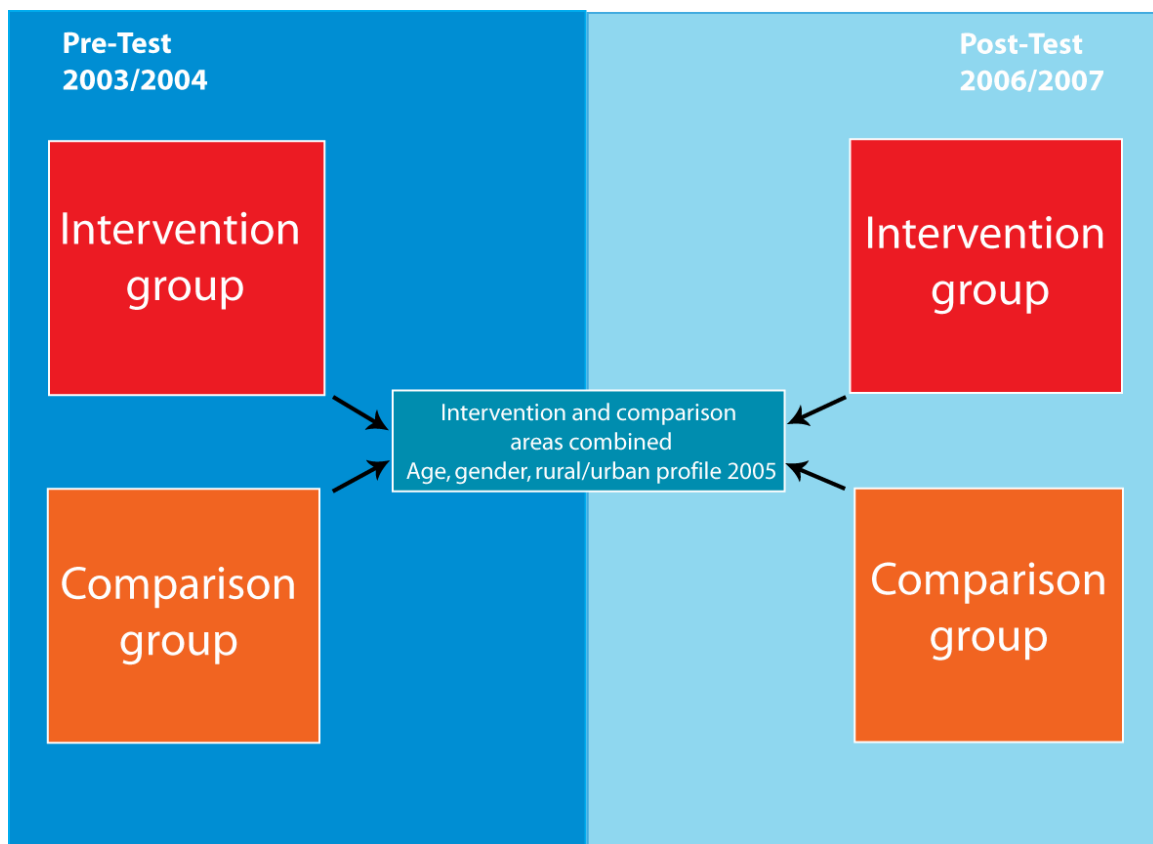 Pre-Test
2003/2004
Post-Test
2006/2007
Intervention
group
Intervention
group
Intervention and comparison
areas combined
Age, gender, rural/urban profile 2005
Comparison
group
Comparison
group